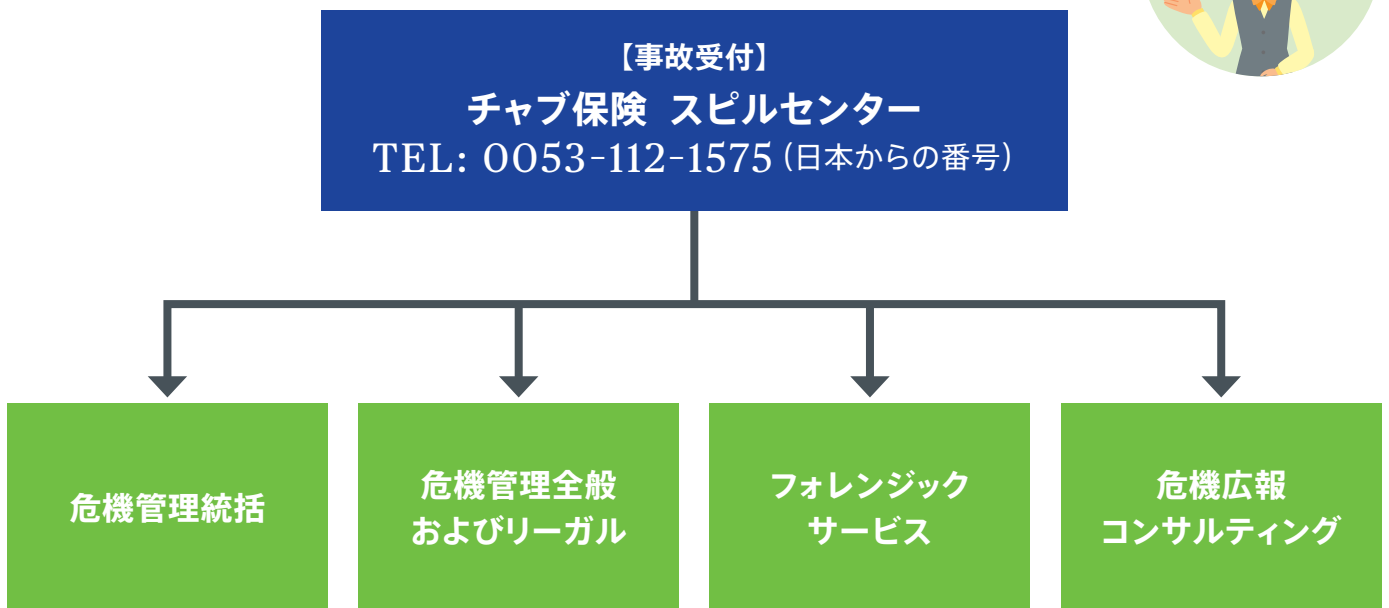 【事故受付】
チャブ保険 スピルセンター
TEL: 0053-112-1575 (日本からの番号)
危機管理統括
危機管理全般
およびリーガル
フォレンジック
サービス
危機広報
コンサルティング